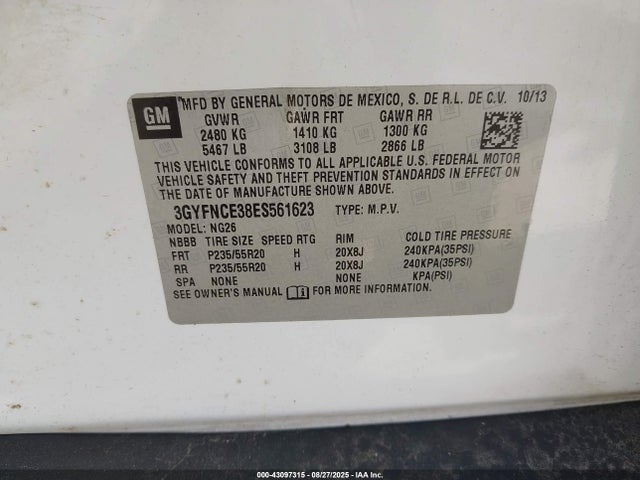 GM
MFD BY GENERAL MOTORS DE MEXICO, S. DE R.L. DE C.V. 10/13
GVWR GAWR FRT GAWR RR
2480 KG 1410 KG 1300 KG
5467 LB 3108 LB 2866 LB
THIS VEHICLE CONFORMS TO ALL APPLICABLE U.S. FEDERAL MOTOR
VEHICLE SAFETY AND THEFT PREVENTION STANDARDS IN EFFECT ON
THE DATE OF MANUFACTURE SHOWN ABOVE.
3GYFNCE38ES561623 TYPE: M.P.V.
MODEL: NG26
NBBB TIRE SIZE SPEED RTG RIM COLD TIRE PRESSURE
FRT P235/55R20 H 20X8J 240KPA(35PSI)
RR P235/55R20 H 20X8J 240KPA(35PSI)
SPA NONE NONE KPA(PSI)
SEE OWNER'S MANUAL FOR MORE INFORMATION.
000-43097315 - 08/27/2025 - IAA Inc.